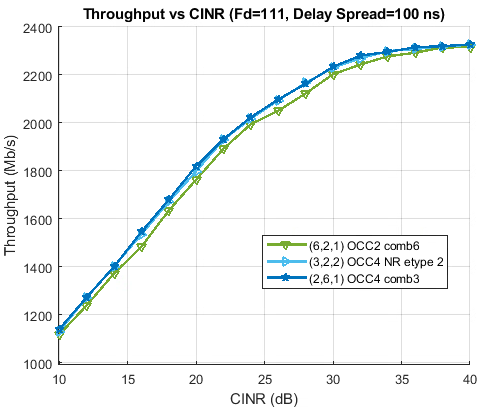 Throughput vs CINR (Fd=111, Delay Spread=100 ns)
Throughput (Mb/s)
2400
2200
2000
1800
1600
1400
1200
1000
(6,2,1) OCC2 comb6
(3,2,2) OCC4 NR etype 2
(2,6,1) OCC4 comb3
10 15 20 25 30 35 40
CINR (dB)